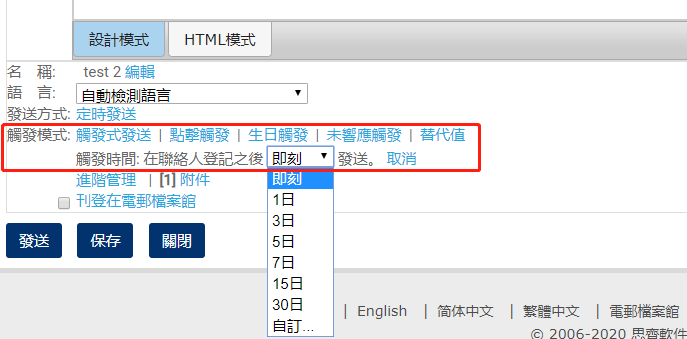 設計模式 HTML模式
名 稱: test 2 編輯
語 言: 自動檢測語言
發送方式: 定時發送
觸發模式: 觸發式發送 | 點擊觸發 | 生日觸發 | 未響應觸發 | 替代值
觸發時間: 在聯絡人登記之後 即刻 發送。 取消
即刻
1日
3日
5日
7日
15日
30日
自訂...
進階管理 | [1] 附件
刊登在電郵檔案館
發送 保存 關閉
| English | 简体中文 | 繁體中文 | 電郵檔案館
© 2006-2020 思齊軟件